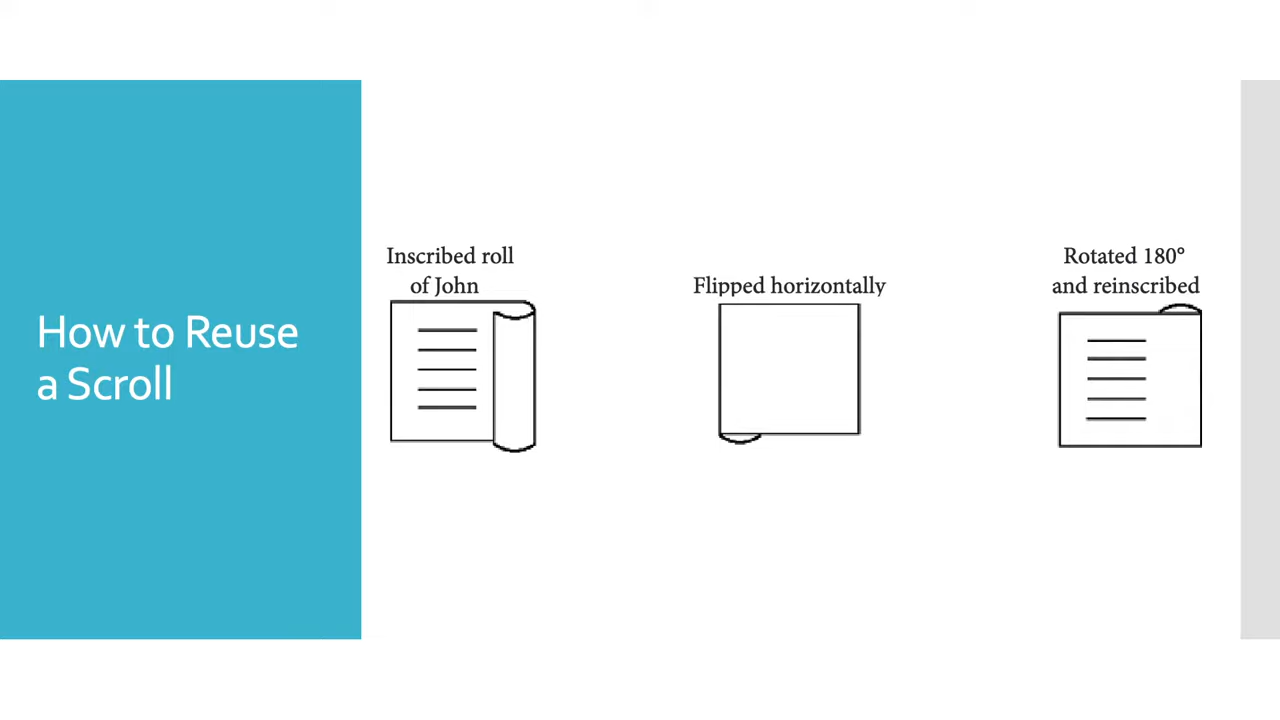 How to Reuse
a Scroll
Inscribed roll
of John
Flipped horizontally
Rotated 180°
and reinscribed